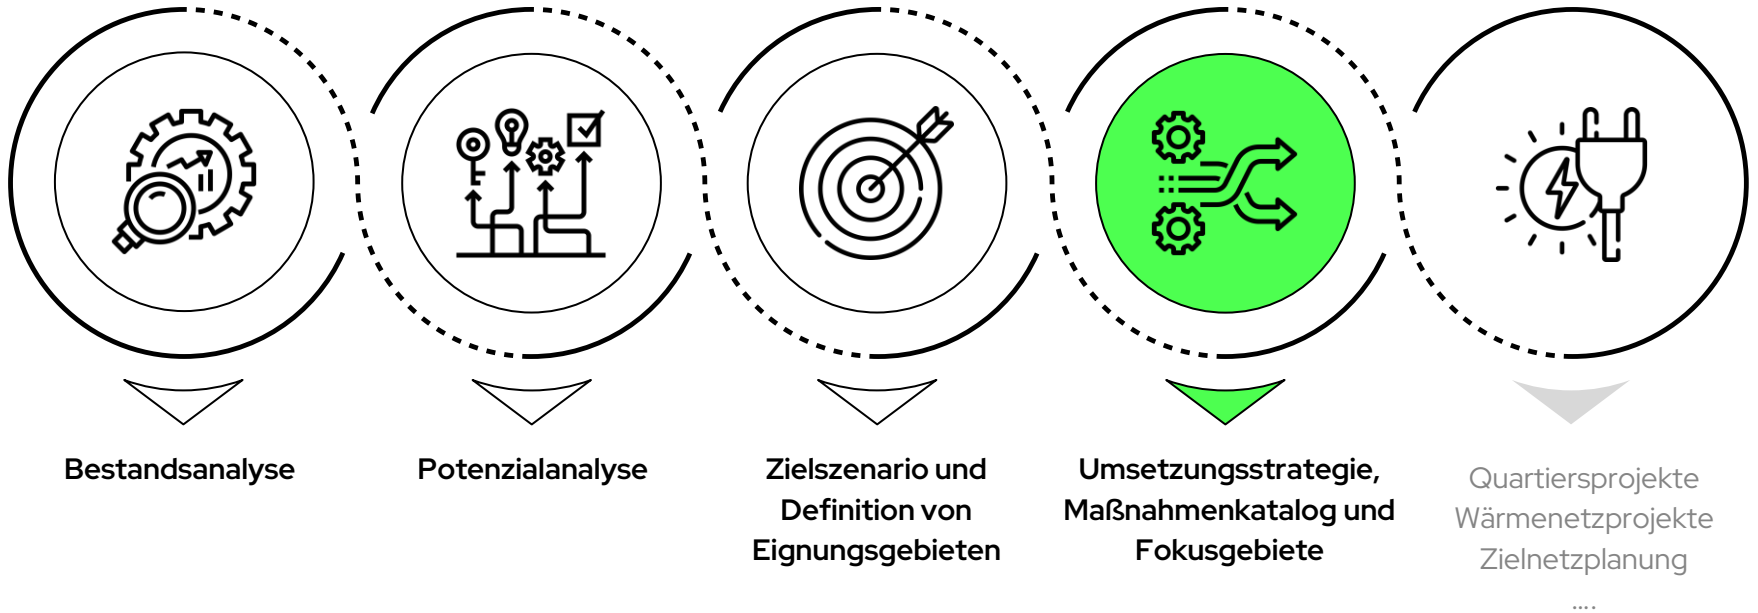 Bestandsanalyse
Potenzialanalyse
Zielszenario und
Definition von
Eignungsgebieten
Umsetzungsstrategie,
Maßnahmenkatalog und
Fokusgebiete
Quartiersprojekte
Wärmenetzprojekte
Zielnetzplanung
....